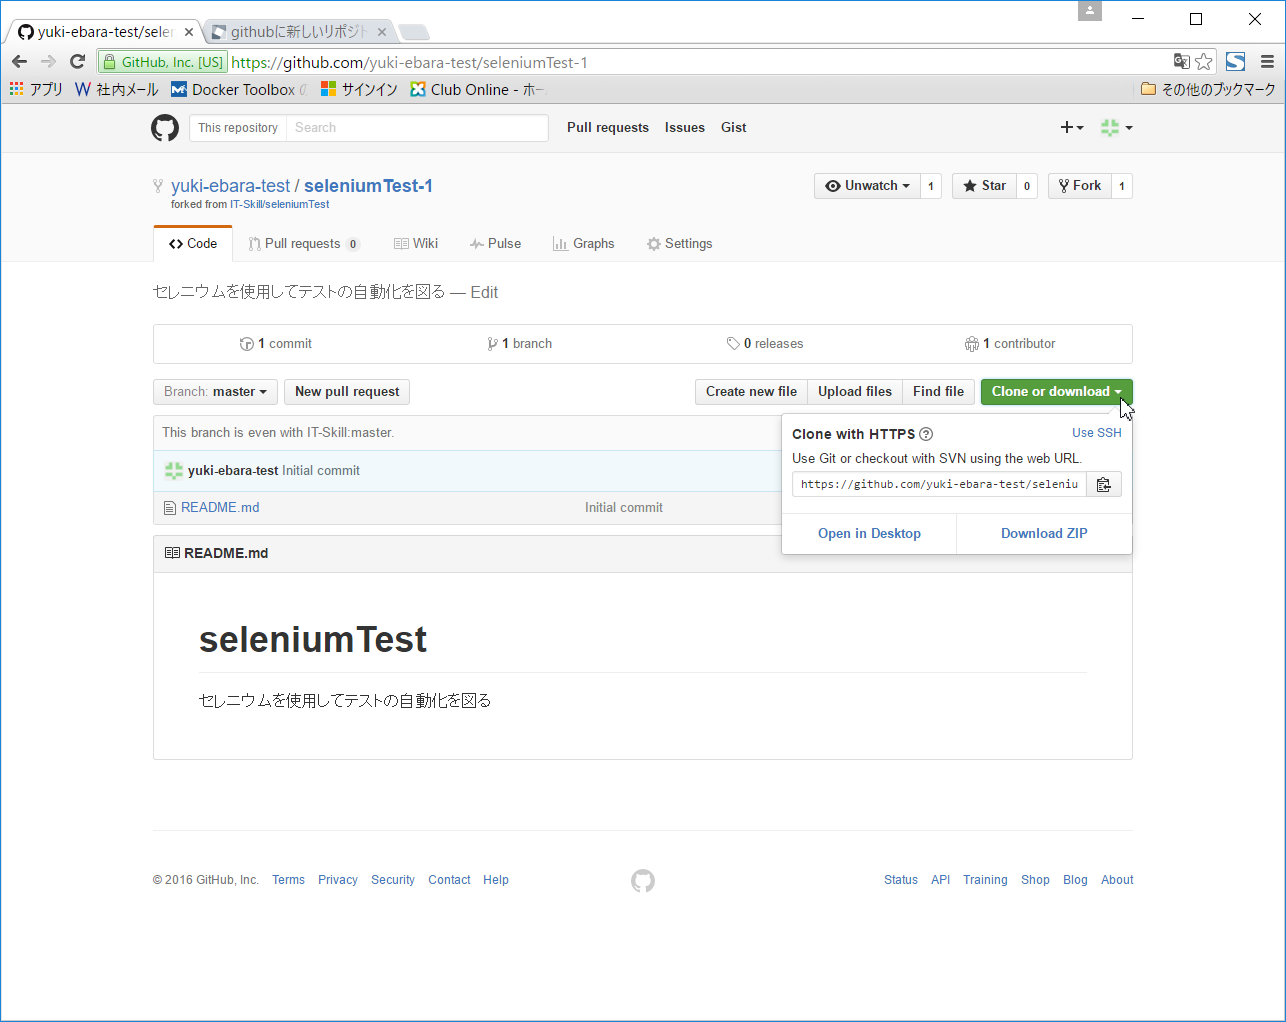 yuki-ebara-test/seler
githubに新しいリポジト
GitHub, Inc. [US] https://github.com/yuki-ebara-test/seleniumTest-1
アプリ 社内メール Docker Toolbox サインイン Club Online - ホー その他のブックマーク
This repository Search Pull requests Issues Gist
yuki-ebara-test / seleniumTest-1 Unwatch 1 Star 0 Fork 1
forked from IT-Skill/seleniumTest
Code Pull requests 0 Wiki Pulse Graphs Settings
セレニウムを使用してテストの自動化を図る — Edit
1 commit 1 branch 0 releases 1 contributor
Branch: master New pull request Create new file Upload files Find file Clone or download
This branch is even with IT-Skill:master.
Clone with HTTPS Use SSH
Use Git or checkout with SVN using the web URL.
yuki-ebara-test Initial commit
https://github.com/yuki-ebara-test/seleniu
README.md Initial commit
Open in Desktop Download ZIP
README.md
seleniumTest
セレニウムを使用してテストの自動化を図る
© 2016 GitHub, Inc. Terms Privacy Security Contact Help Status API Training Shop Blog About